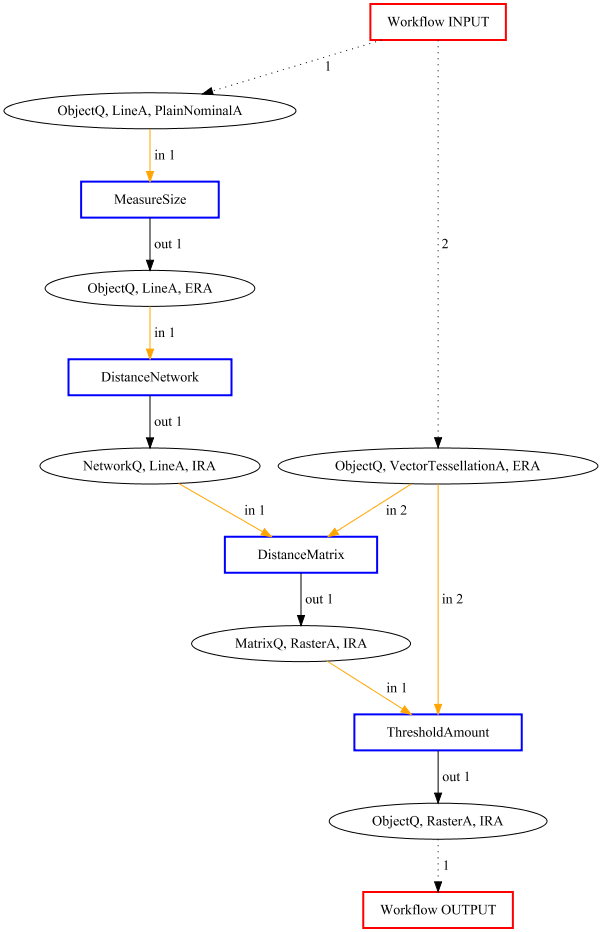 Workflow INPUT
1
ObjectQ, LineA, PlainNominalA
in 1
MeasureSize
out 1
2
ObjectQ, LineA, ERA
in 1
DistanceNetwork
out 1
NetworkQ, LineA, IRA
ObjectQ, VectorTessellationA, ERA
in 1
in 2
DistanceMatrix
out 1
in 2
MatrixQ, RasterA, IRA
in 1
ThresholdAmount
out 1
ObjectQ, RasterA, IRA
1
Workflow OUTPUT